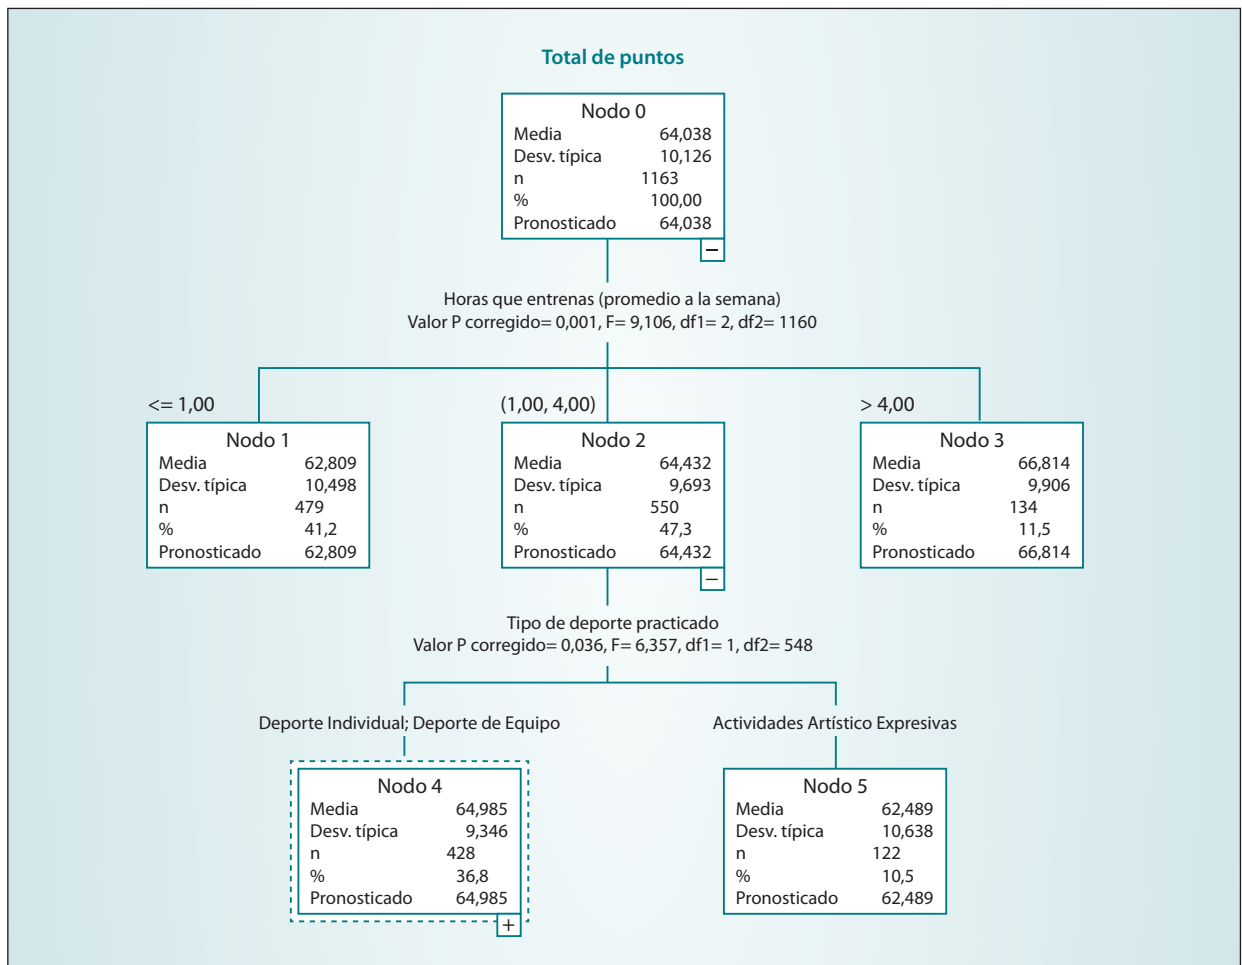 Total de puntos
Nodo 0
Media 64,038
Desv. típica 10,126
n 1163
% 100,00
Pronosticado 64,038
−
Horas que entrenas (promedio a la semana)
Valor P corregido= 0,001, F= 9,106, df1= 2, df2= 1160
<= 1,00
Nodo 1
Media 62,809
Desv. típica 10,498
n 479
% 41,2
Pronosticado 62,809
(1,00, 4,00)
Nodo 2
Media 64,432
Desv. típica 9,693
n 550
% 47,3
Pronosticado 64,432
−
> 4,00
Nodo 3
Media 66,814
Desv. típica 9,906
n 134
% 11,5
Pronosticado 66,814
Tipo de deporte practicado
Valor P corregido= 0,036, F= 6,357, df1= 1, df2= 548
Deporte Individual; Deporte de Equipo
Nodo 4
Media 64,985
Desv. típica 9,346
n 428
% 36,8
Pronosticado 64,985
+
Actividades Artístico Expresivas
Nodo 5
Media 62,489
Desv. típica 10,638
n 122
% 10,5
Pronosticado 62,489